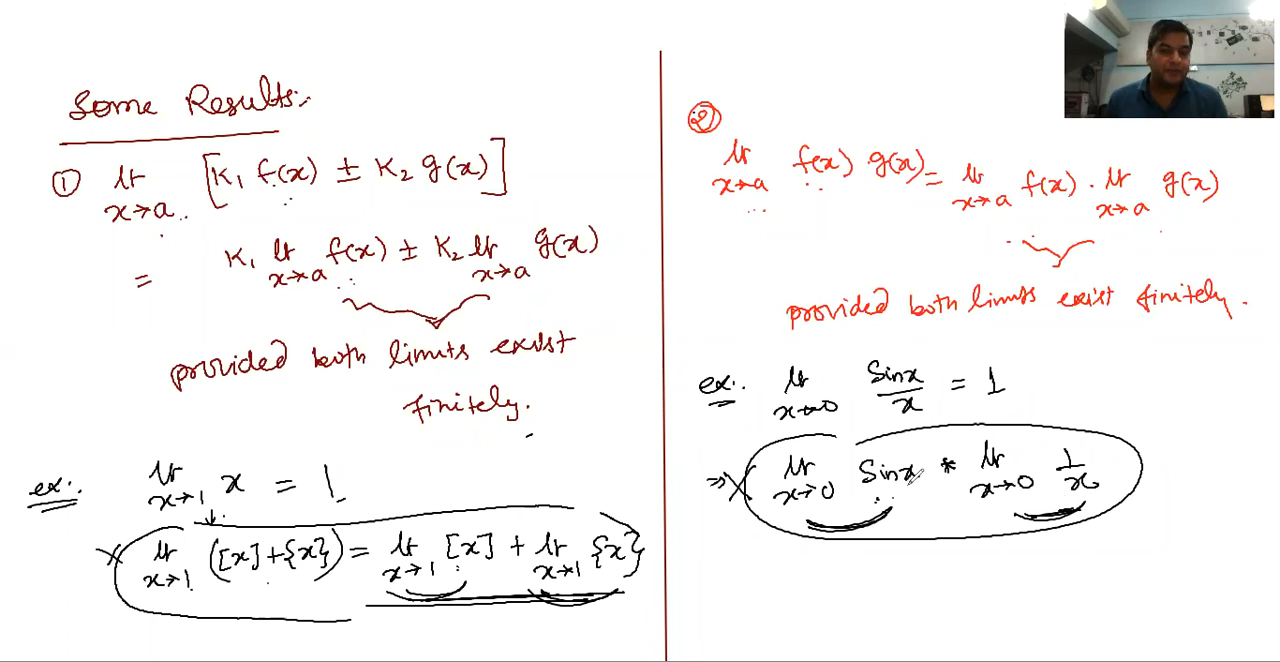 Some Results:
① lt x→a [K₁ f(x) ± K₂ g(x)]
= K₁ lt x→a f(x) ± K₂ lt x→a g(x)
provided both limits exist
finitely.
ex:. lt x→1 x = 1
lt x→1 ([x]+{x}) = lt x→1 [x] + lt x→1 {x}
②
lt x→a f(x) g(x) = lt x→a f(x) . lt x→a g(x)
provided both limits exist finitely.
ex:. lt x→0 sinx/x = 1
⇒ lt x→0 sinx * lt x→0 1/x